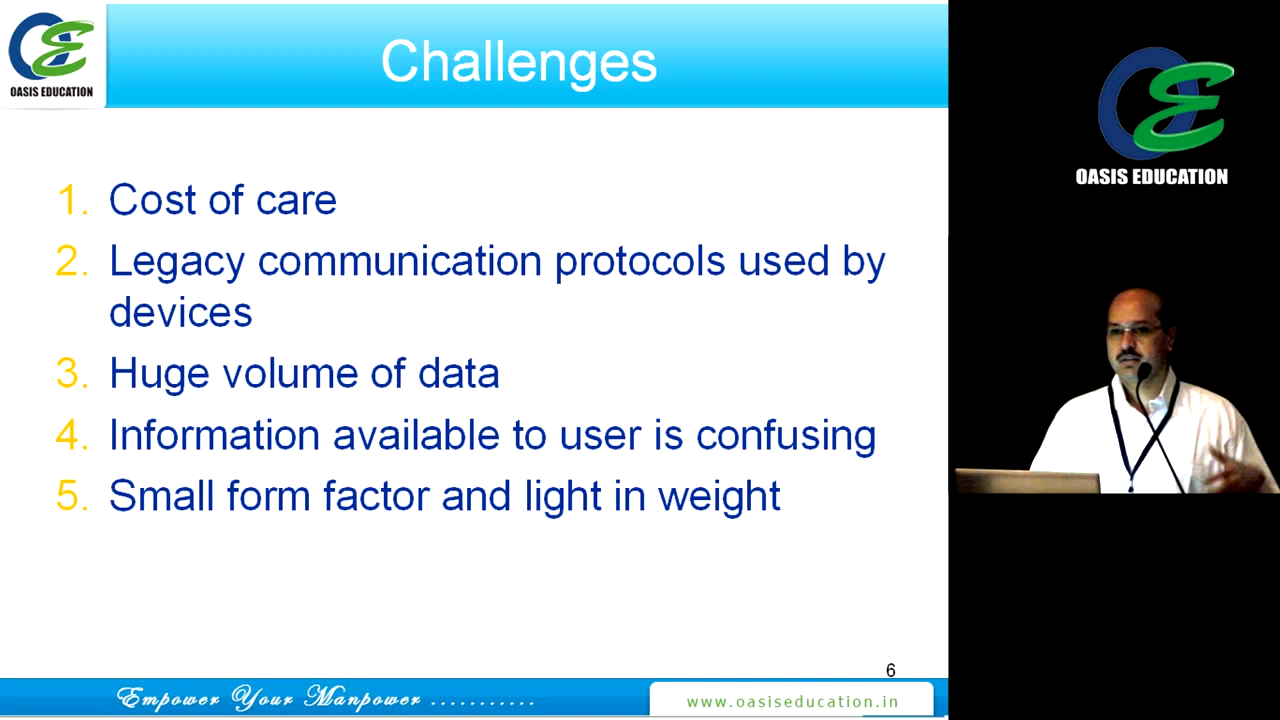 OASIS EDUCATION
Challenges
1. Cost of care
2. Legacy communication protocols used by
devices
3. Huge volume of data
4. Information available to user is confusing
5. Small form factor and light in weight
6
Empower Your Manpower ...........
www.oasiseducation.in
OASIS EDUCATION